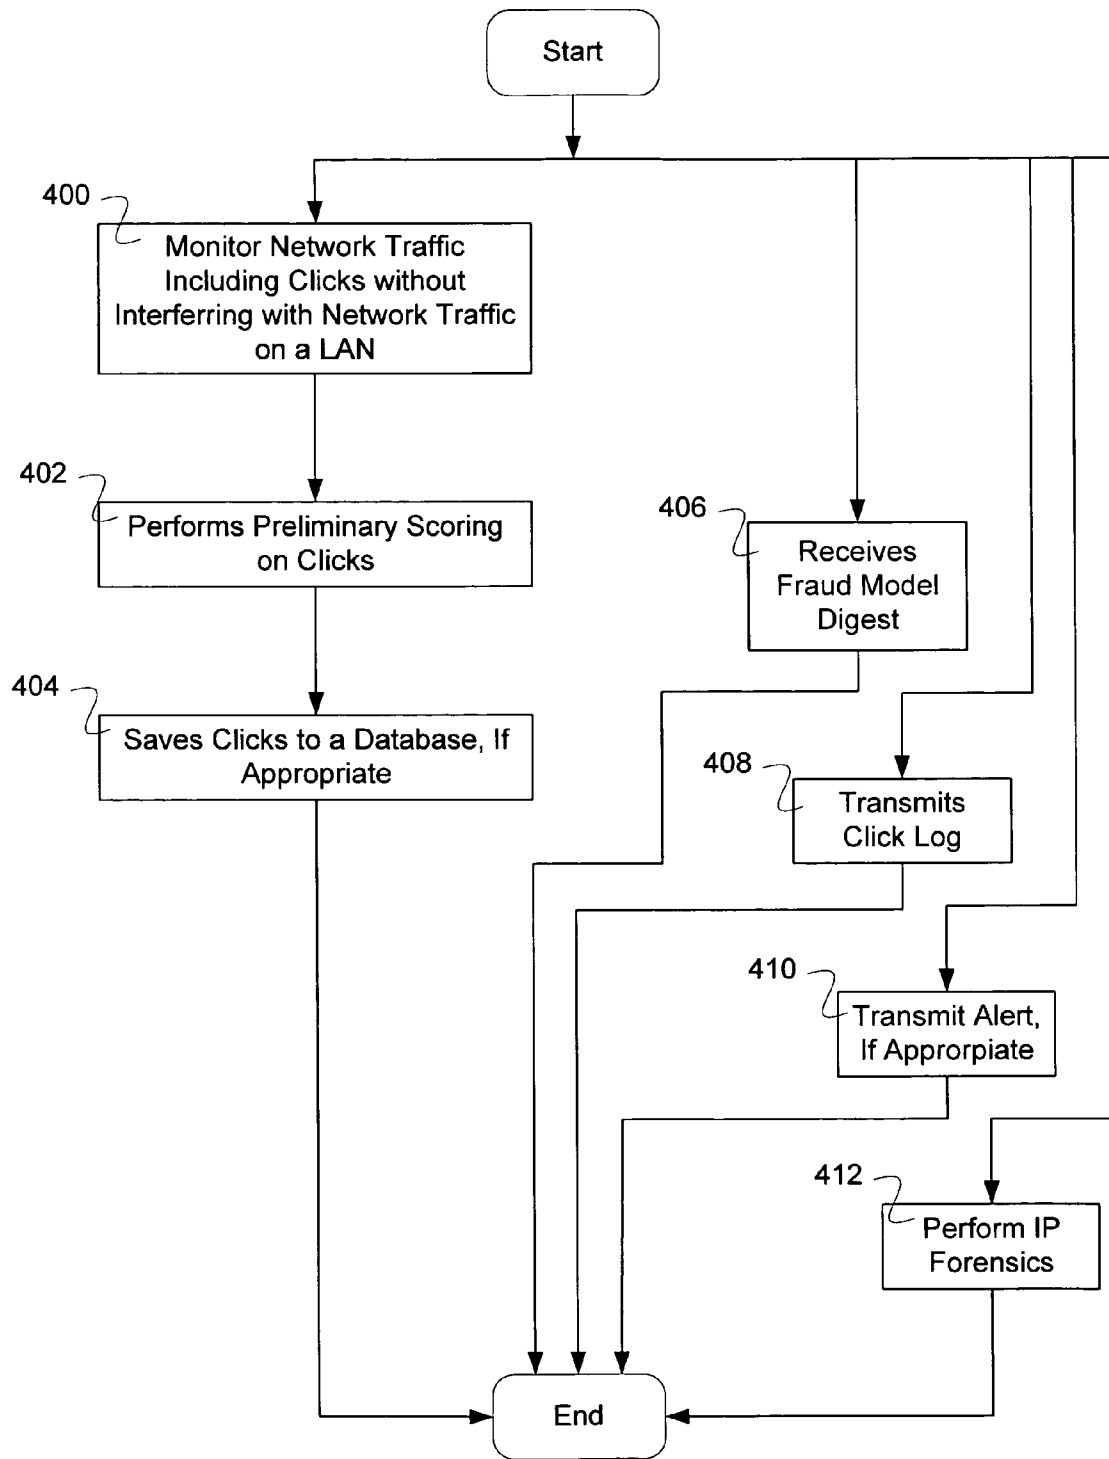 Start
400
Monitor Network Traffic
Including Clicks without
Interferring with Network Traffic
on a LAN
402
Performs Preliminary Scoring
on Clicks
404
Saves Clicks to a Database, If
Appropriate
406
Receives
Fraud Model
Digest
408
Transmits
Click Log
410
Transmit Alert,
If Approrpiate
412
Perform IP
Forensics
End